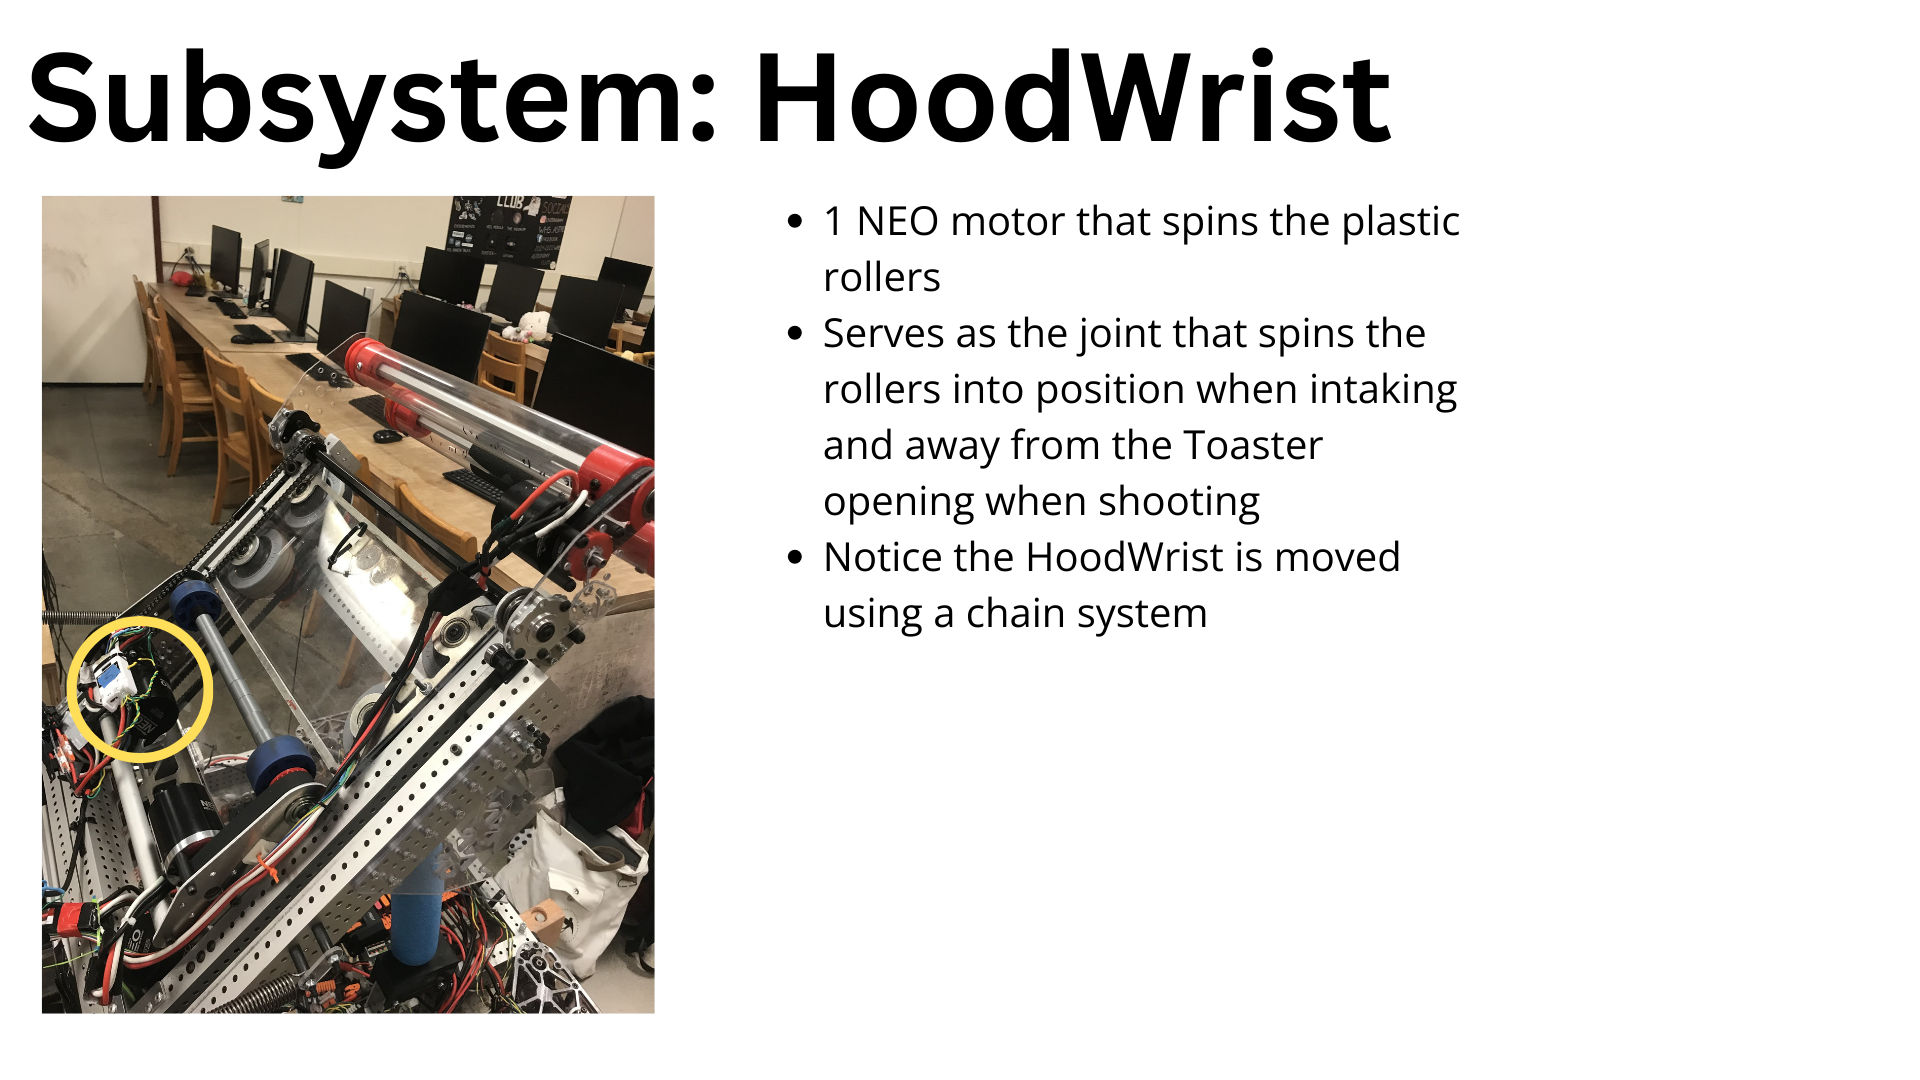 Subsystem: HoodWrist
CLUB
• 1 NEO motor that spins the plastic
rollers
• Serves as the joint that spins the
rollers into position when intaking
and away from the Toaster
opening when shooting
• Notice the HoodWrist is moved
using a chain system
NEO